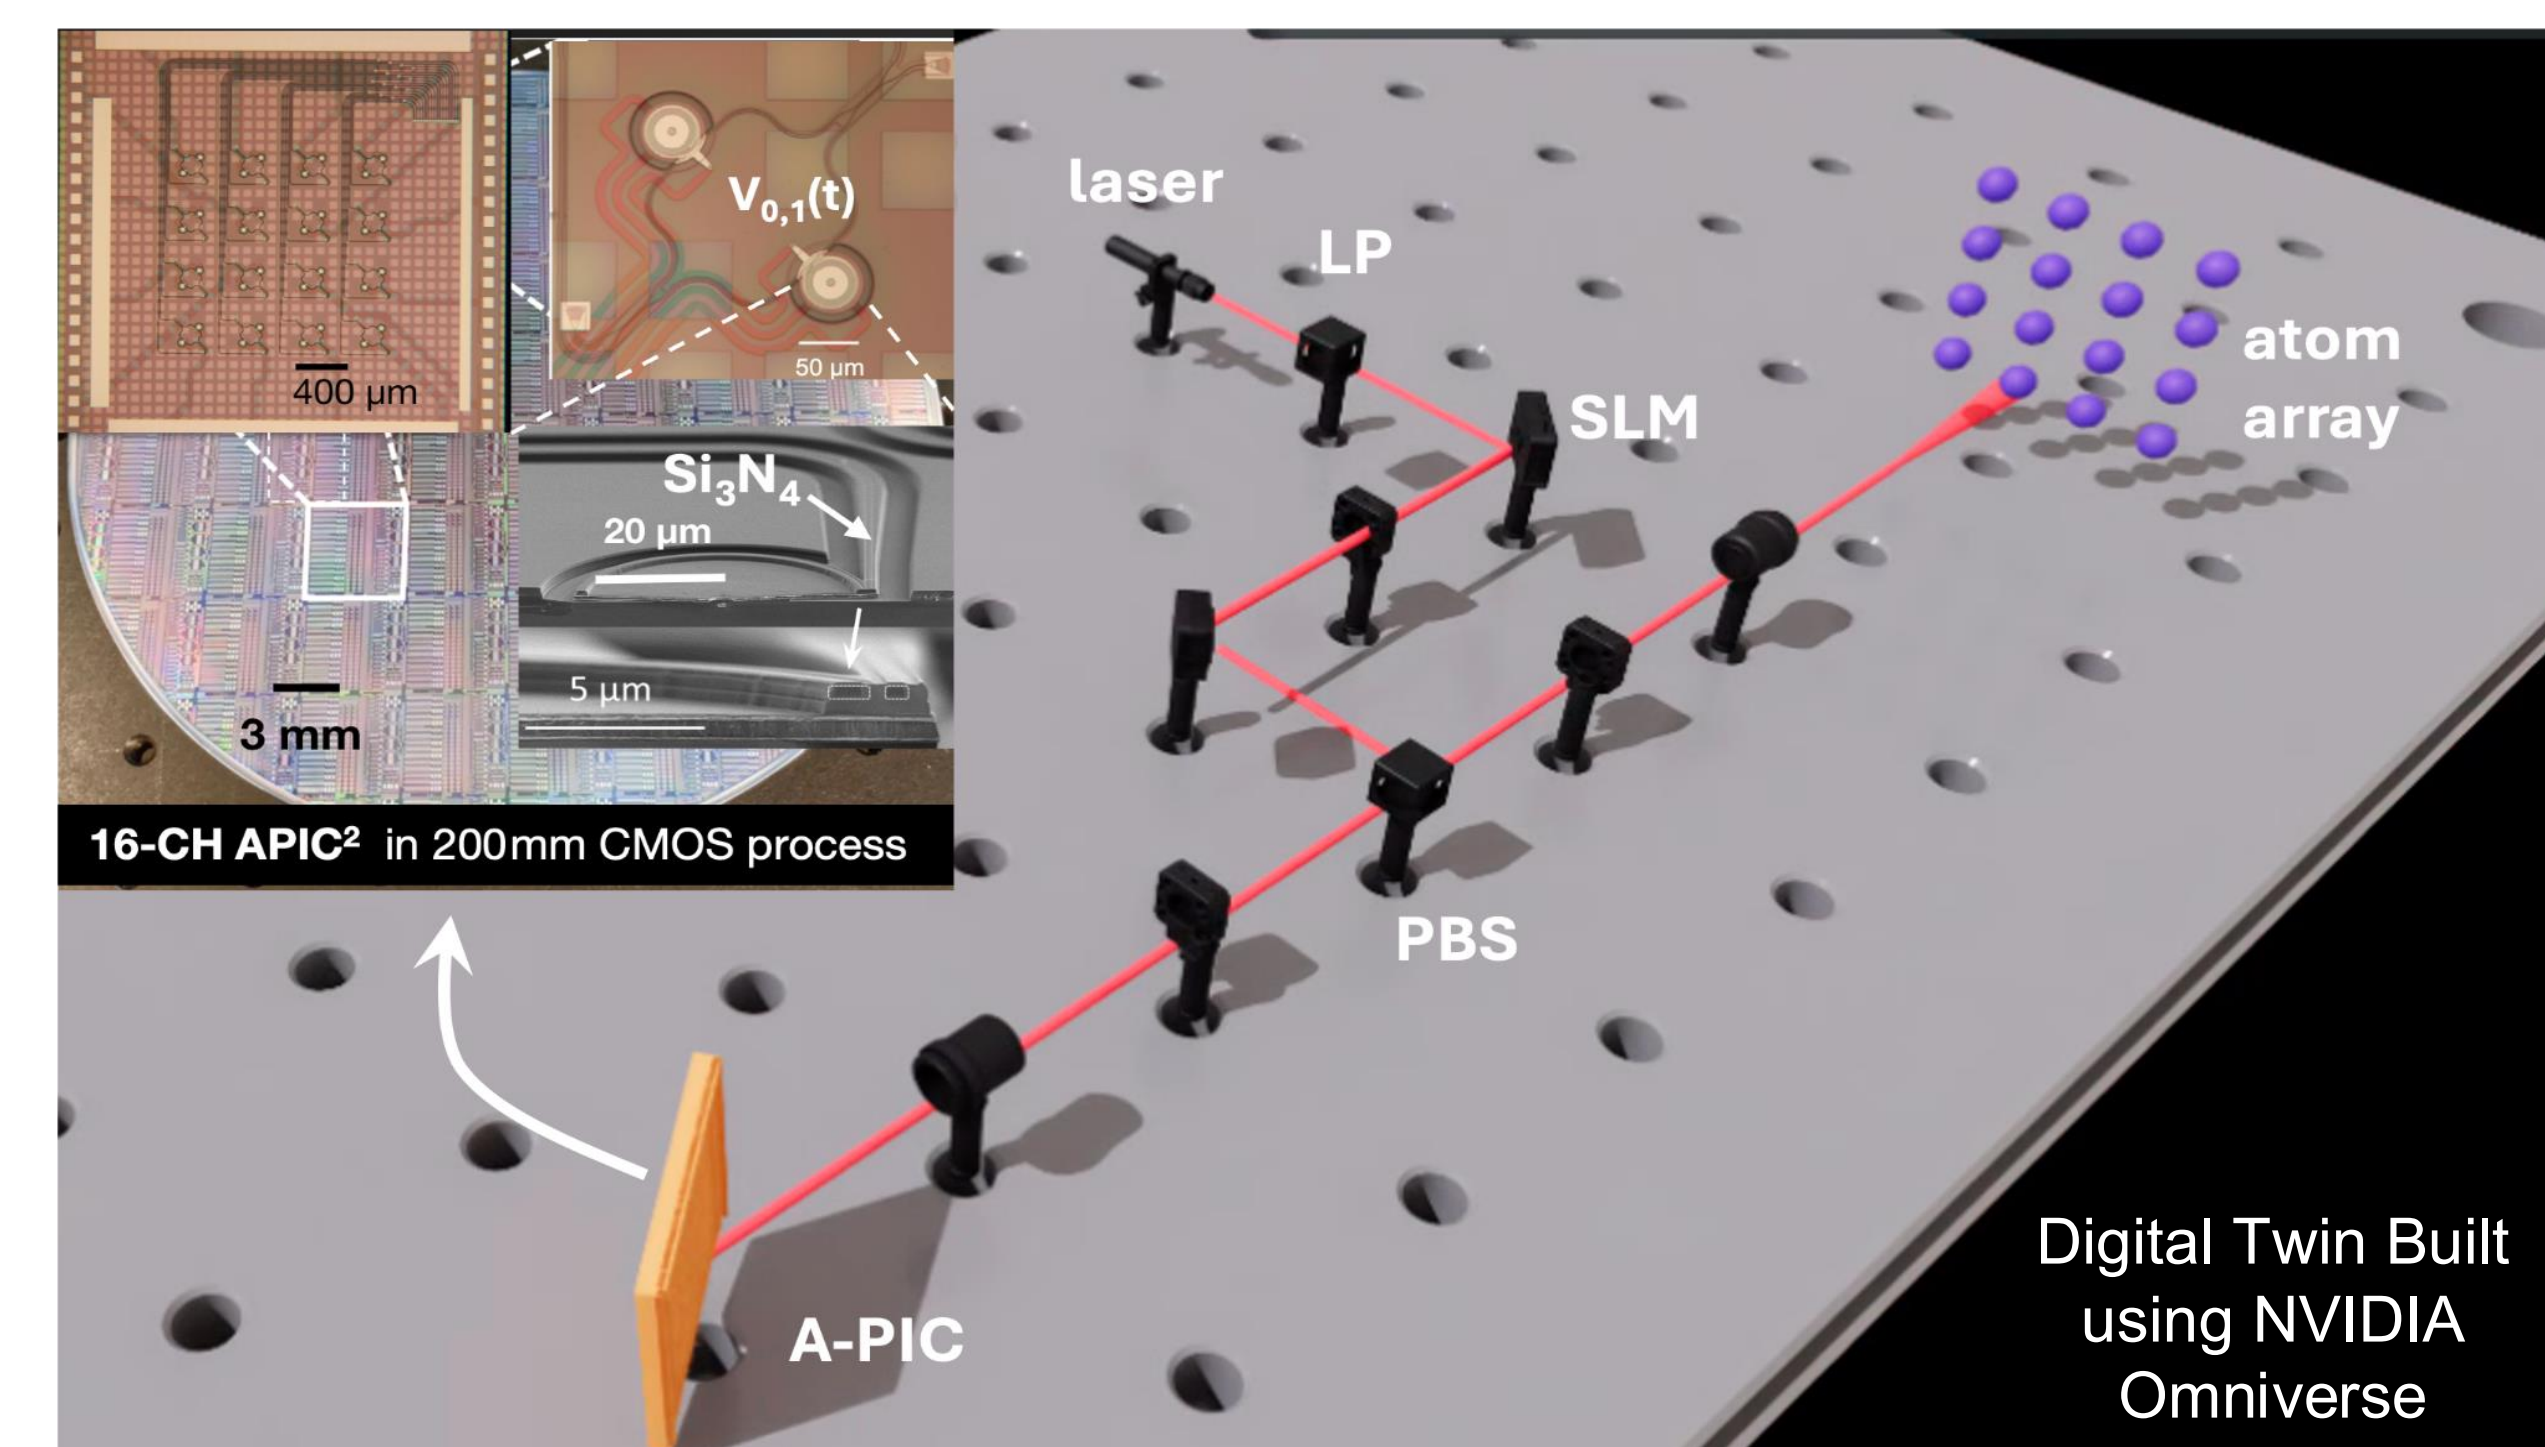 400 µm
V0,1(t)
50 µm
Si3N4
20 µm
5 µm
3 mm
16-CH APIC² in 200mm CMOS process
laser
LP
SLM
atom
array
PBS
A-PIC
Digital Twin Built
using NVIDIA
Omniverse